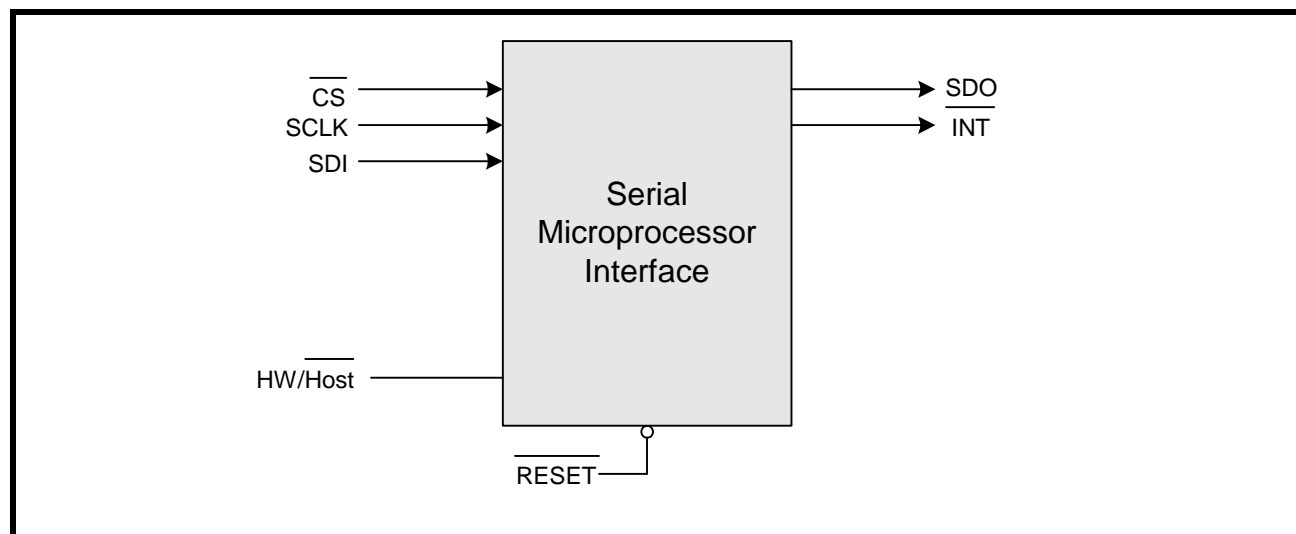 CS
SCLK
SDI
SDO
INT
Serial
Microprocessor
Interface
HW/Host
RESET